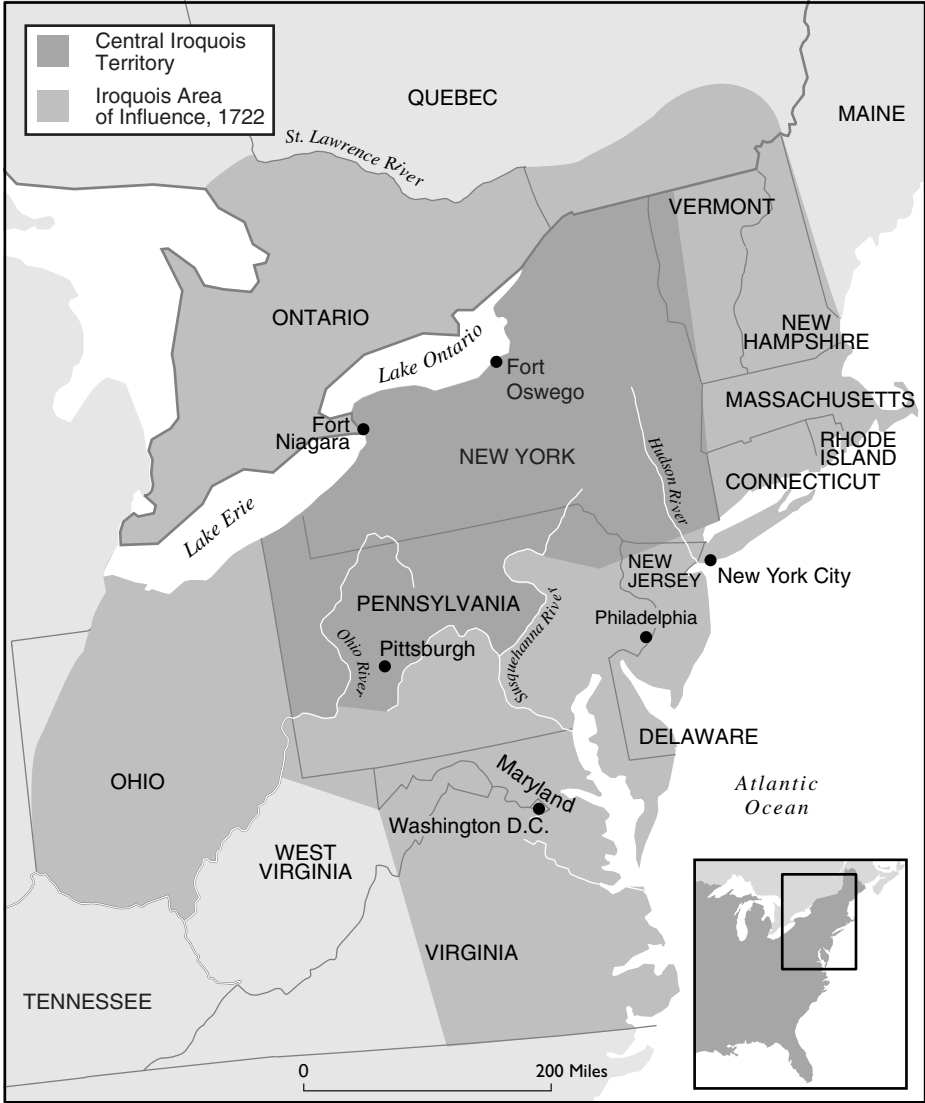 Central Iroquois
Territory
Iroquois Area
of Influence, 1722
QUEBEC
MAINE
St. Lawrence River
VERMONT
ONTARIO
NEW
HAMPSHIRE
Lake Ontario
Fort
Oswego
MASSACHUSETTS
Fort
Niagara
RHODE
ISLAND
NEW YORK
Hudson River
CONNECTICUT
Lake Erie
NEW
JERSEY
New York City
PENNSYLVANIA
Susquehanna River
Philadelphia
Ohio River
Pittsburgh
DELAWARE
OHIO
Maryland
Atlantic
Ocean
Washington D.C.
WEST
VIRGINIA
VIRGINIA
TENNESSEE
0
200 Miles